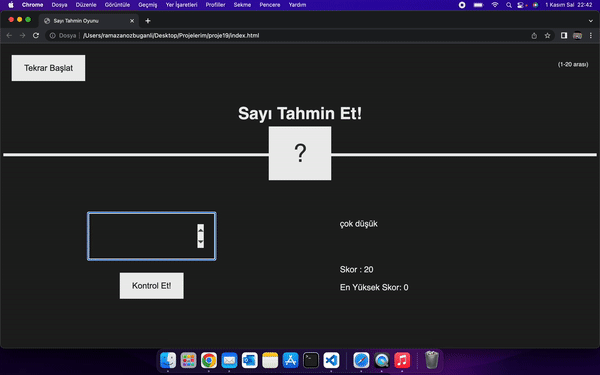 Chrome Dosya Düzenle Görüntüle Geçmiş Yer İşaretleri Profiller Sekme Pencere Yardım 1 Kasım Sal 22:42
Sayı Tahmin Oyunu
Dosya | /Users/ramazanozbuganli/Desktop/Projelerim/proje19/index.html
Tekrar Başlat
(1-20 arası)
Sayı Tahmin Et!
?
çok düşük
Skor : 20
Kontrol Et!
En Yüksek Skor: 0